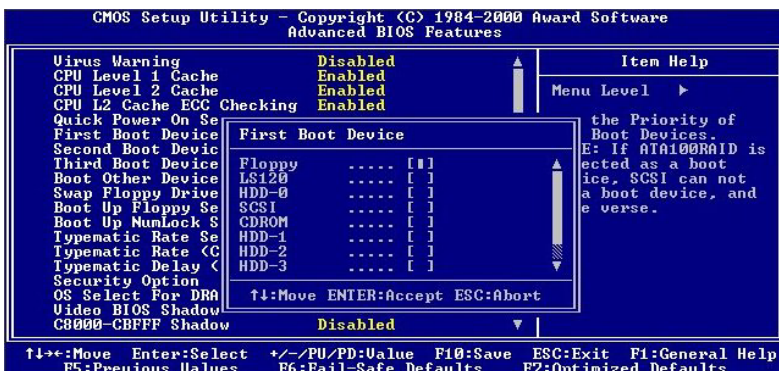 CMOS Setup Utility - Copyright (C) 1984-2000 Award Software
Advanced BIOS Features
Virus Warning Disabled
CPU Level 1 Cache Enabled
CPU Level 2 Cache Enabled
CPU L2 Cache ECC Checking Enabled
Quick Power On Se
First Boot Device
Second Boot Devic
Third Boot Device
Boot Other Device
Swap Floppy Drive
Boot Up Floppy Se
Boot Up NumLock S
Typematic Rate Se
Typematic Rate (C
Typematic Delay (
Security Option
OS Select For DRA
Video BIOS Shadow
C8000-CBFFF Shadow Disabled
First Boot Device
Floppy ..... [▮]
LS120 ..... [ ]
HDD-0 ..... [ ]
SCSI ..... [ ]
CDROM ..... [ ]
HDD-1 ..... [ ]
HDD-2 ..... [ ]
HDD-3 ..... [ ]
↑↓:Move ENTER:Accept ESC:Abort
Item Help
Menu Level ▶
the Priority of
Boot Devices.
E: If ATA100RAID is
ected as a boot
ice, SCSI can not
a boot device, and
e verse.
↑↓→←:Move Enter:Select +/-/PU/PD:Value F10:Save ESC:Exit F1:General Help
F5:Previous Values F6:Fail-Safe Defaults F7:Optimized Defaults